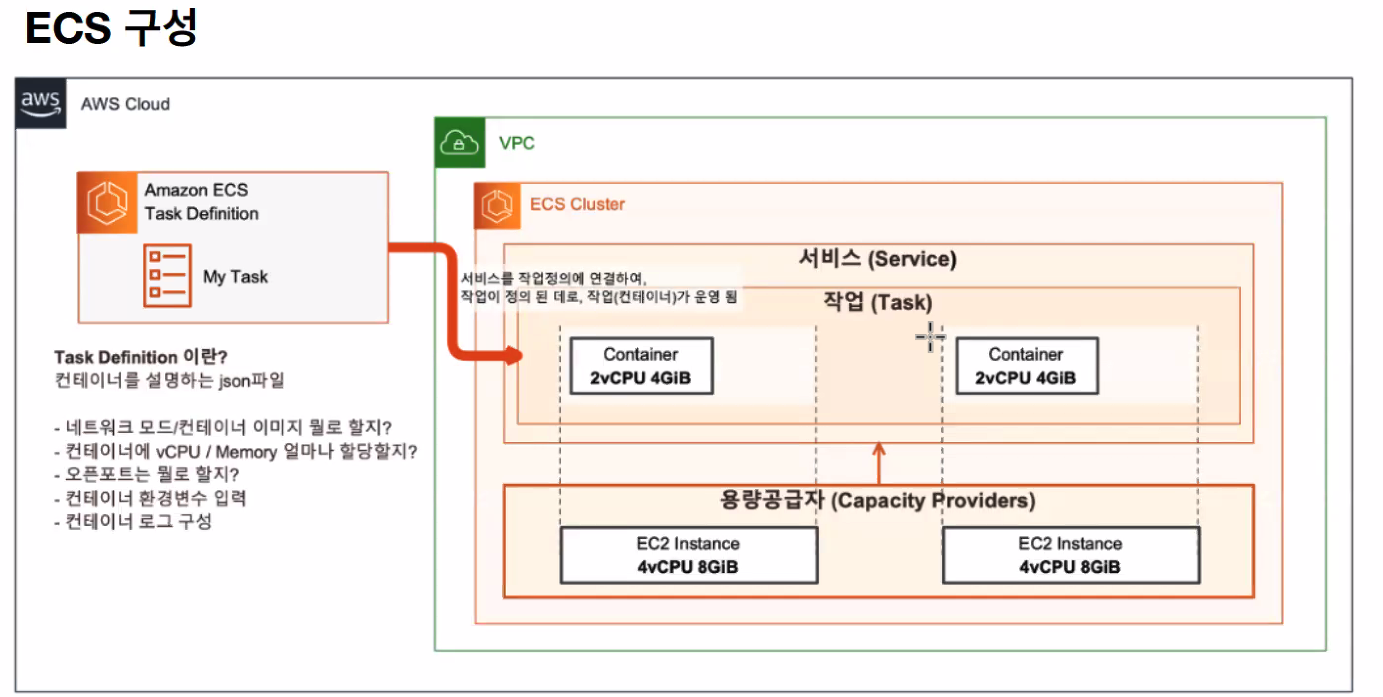 ECS 구성
aws
AWS Cloud
VPC
Amazon ECS
Task Definition
My Task
ECS Cluster
서비스 (Service)
서비스를 작업정의에 연결하여,
작업이 정의 된 데로, 작업(컨테이너)가 운영 됨
작업 (Task)
Container
2vCPU 4GiB
Container
2vCPU 4GiB
Task Definition 이란?
컨테이너를 설명하는 json파일
- 네트워크 모드/컨테이너 이미지 뭘로 할지?
- 컨테이너에 vCPU / Memory 얼마나 할당할지?
- 오픈포트는 뭘로 할지?
- 컨테이너 환경변수 입력
- 컨테이너 로그 구성
용량공급자 (Capacity Providers)
EC2 Instance
4vCPU 8GiB
EC2 Instance
4vCPU 8GiB